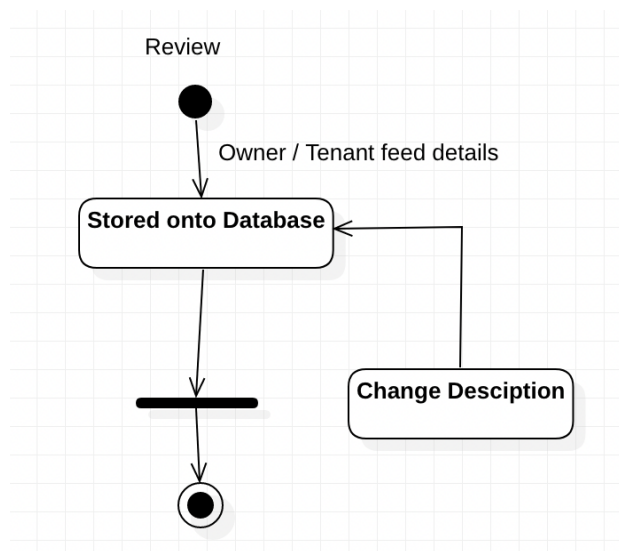 Review
Owner / Tenant feed details
Stored onto Database
Change Desciption